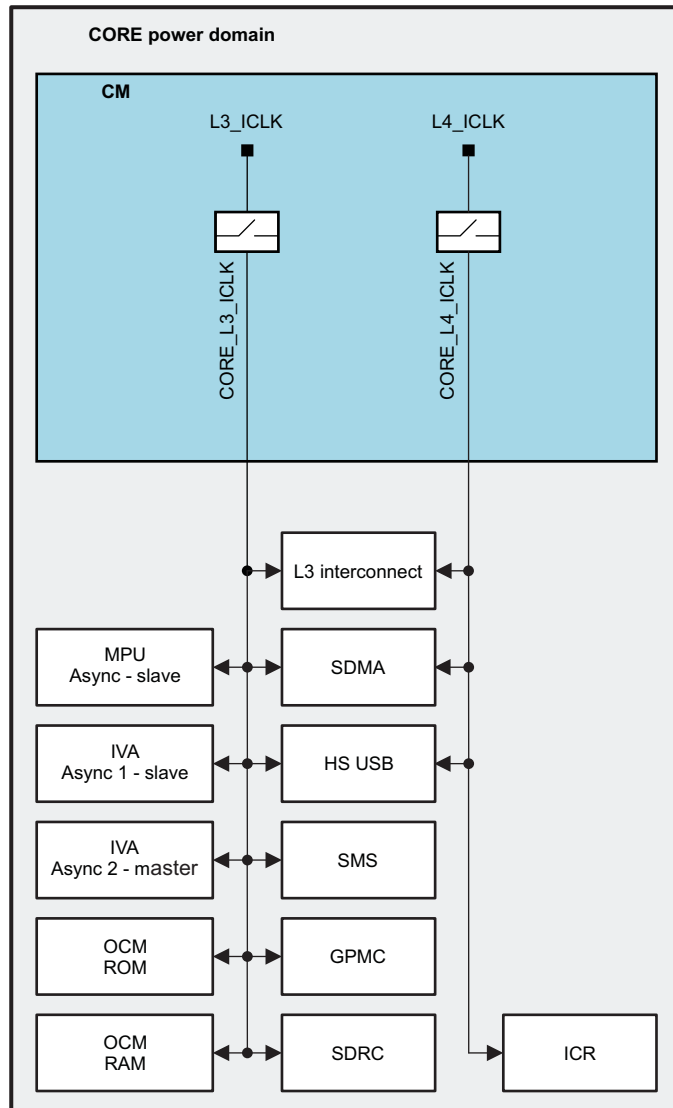 CORE power domain
CM
L3_ICLK
L4_ICLK
CORE_L3_ICLK
CORE_L4_ICLK
L3 interconnect
MPU
Async - slave
SDMA
IVA
Async 1 - slave
HS USB
IVA
Async 2 - master
SMS
OCM
ROM
GPMC
OCM
RAM
SDRC
ICR